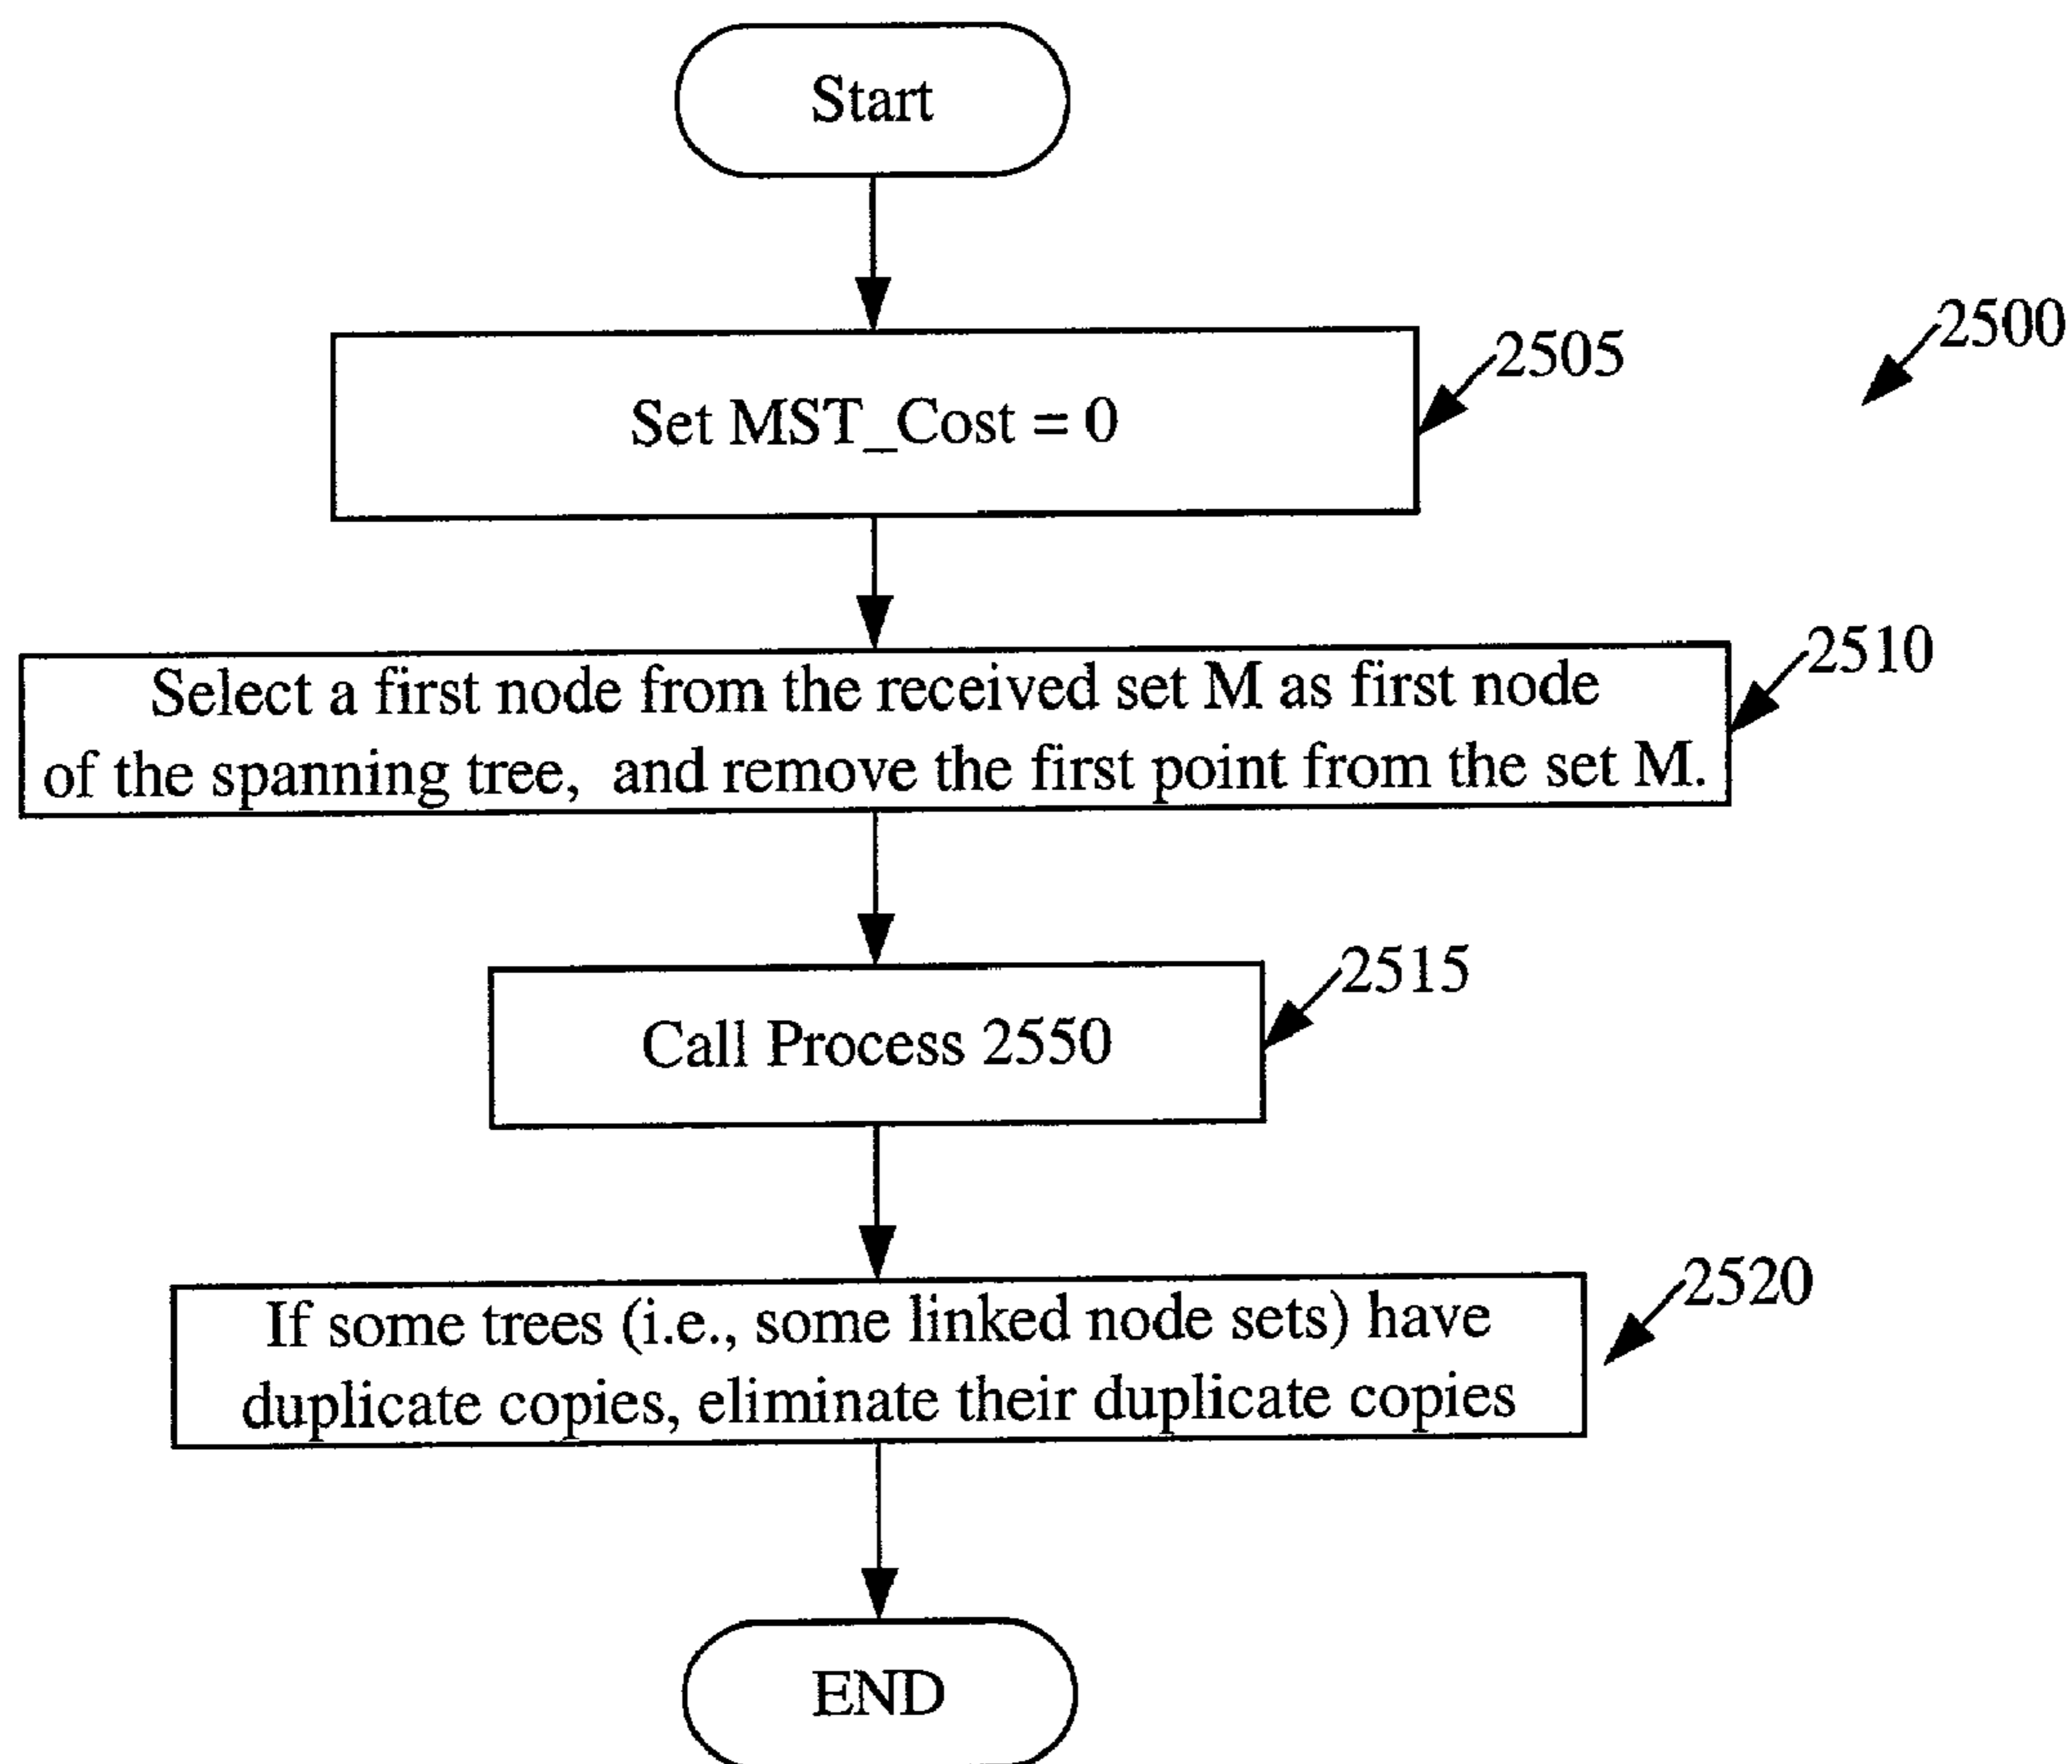 Start
2500
2505
Set MST_Cost = 0
2510
Select a first node from the received set M as first node
of the spanning tree, and remove the first point from the set M.
2515
Call Process 2550
2520
If some trees (i.e., some linked node sets) have
duplicate copies, eliminate their duplicate copies
END